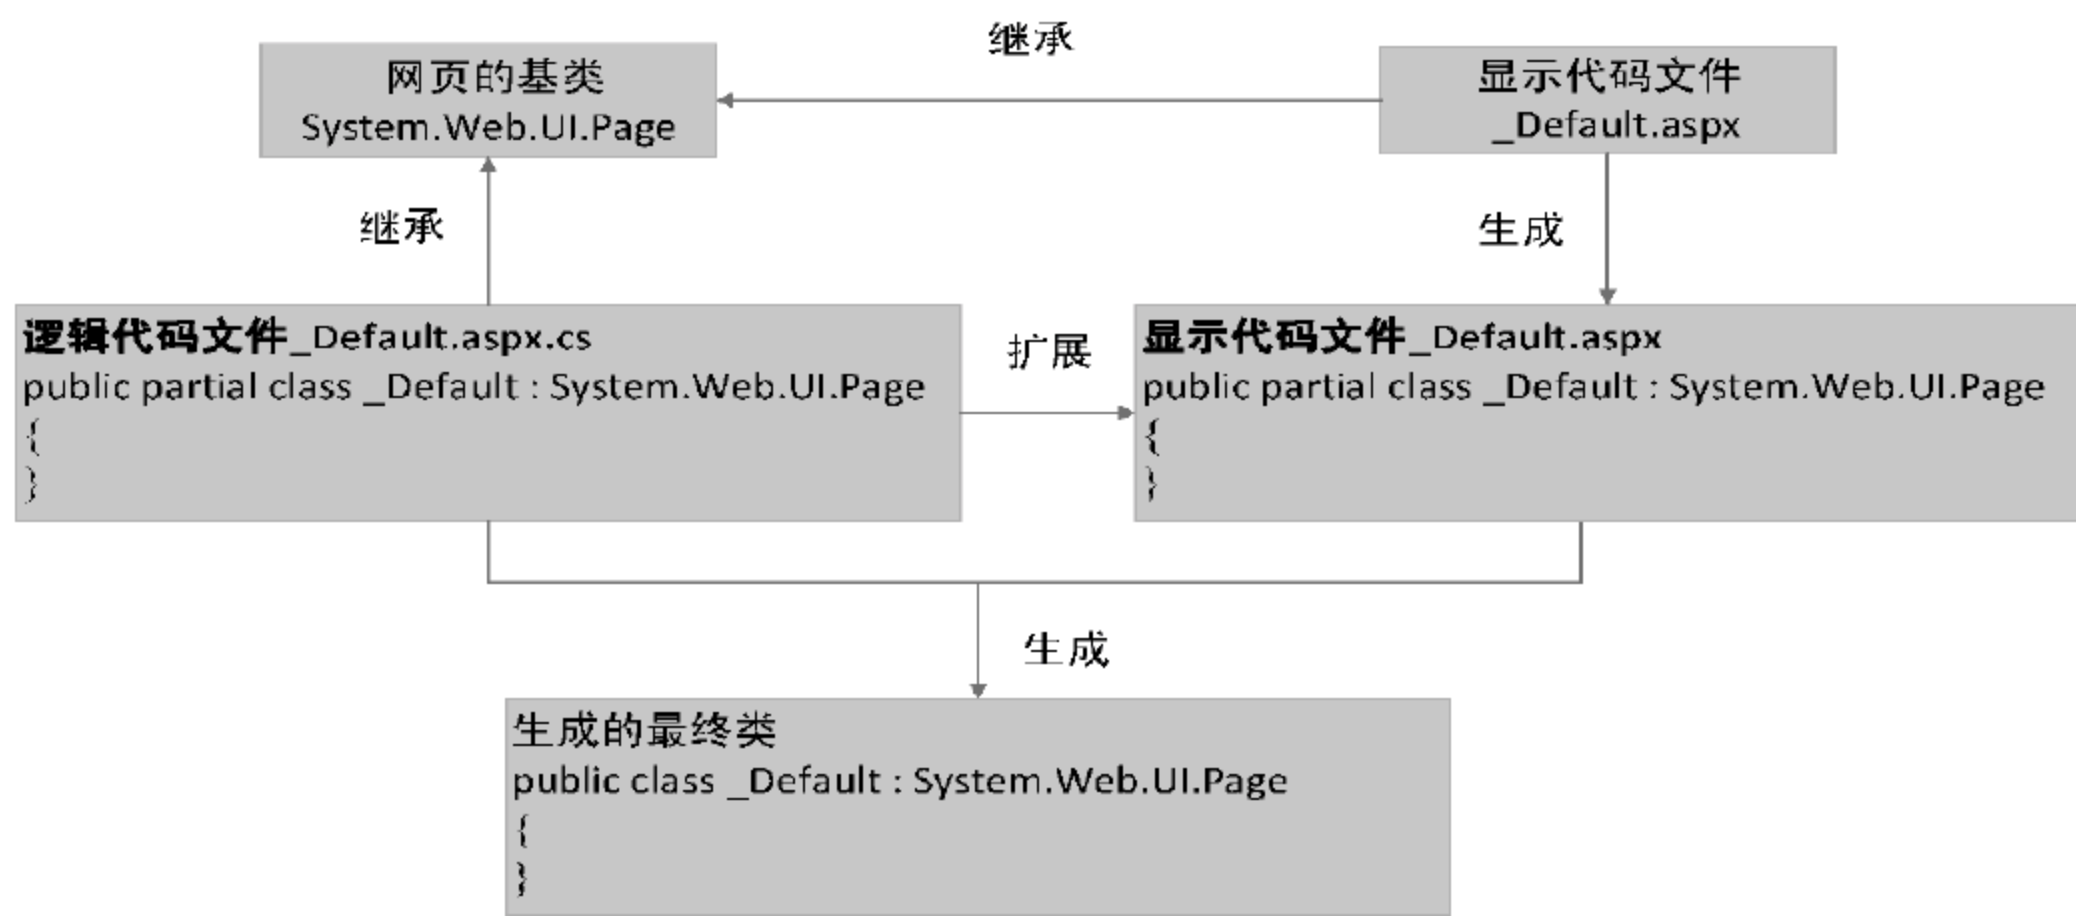 继承
网页的基类
System.Web.UI.Page
显示代码文件
_Default.aspx
继承
生成
逻辑代码文件_Default.aspx.cs
public partial class _Default : System.Web.UI.Page
{
}
扩展
显示代码文件_Default.aspx
public partial class _Default : System.Web.UI.Page
{
}
生成
生成的最终类
public class _Default : System.Web.UI.Page
{
}